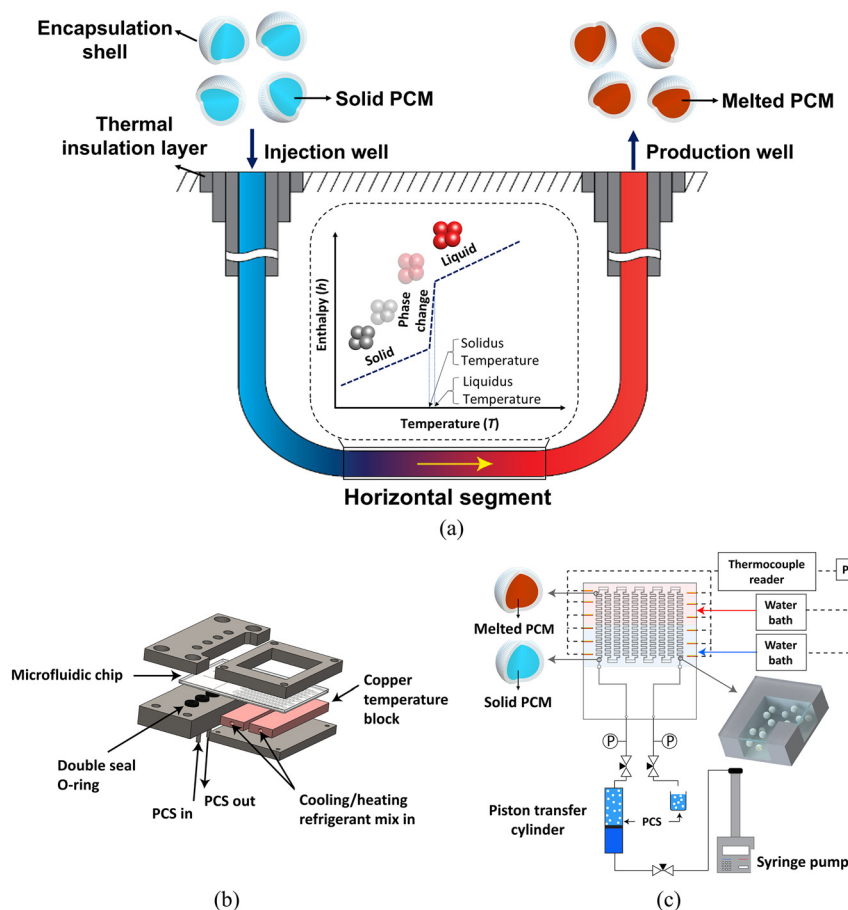 Encapsulation
shell
Solid PCM
Melted PCM
Thermal
insulation layer
Injection well
Production well
Enthalpy (h)
Solid
Phase
change
Liquid
Solidus
Temperature
Liquidus
Temperature
Temperature (T)
Horizontal segment
(a)
Microfluidic chip
Copper
temperature
block
Double seal
O-ring
PCS in
PCS out
Cooling/heating
refrigerant mix in
(b)
Thermocouple
reader
P
Water
bath
Water
bath
Melted PCM
Solid PCM
P
P
Piston transfer
cylinder
PCS
Syringe pump
(c)